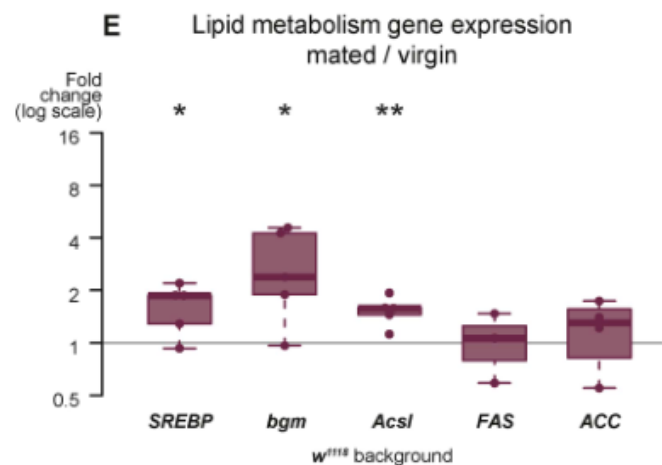 E
Lipid metabolism gene expression
mated / virgin
Fold
change
(log scale)
* * **
16
8
4
2
1
0.5
SREBP bgm Acsl FAS ACC
w¹¹¹⁸ background